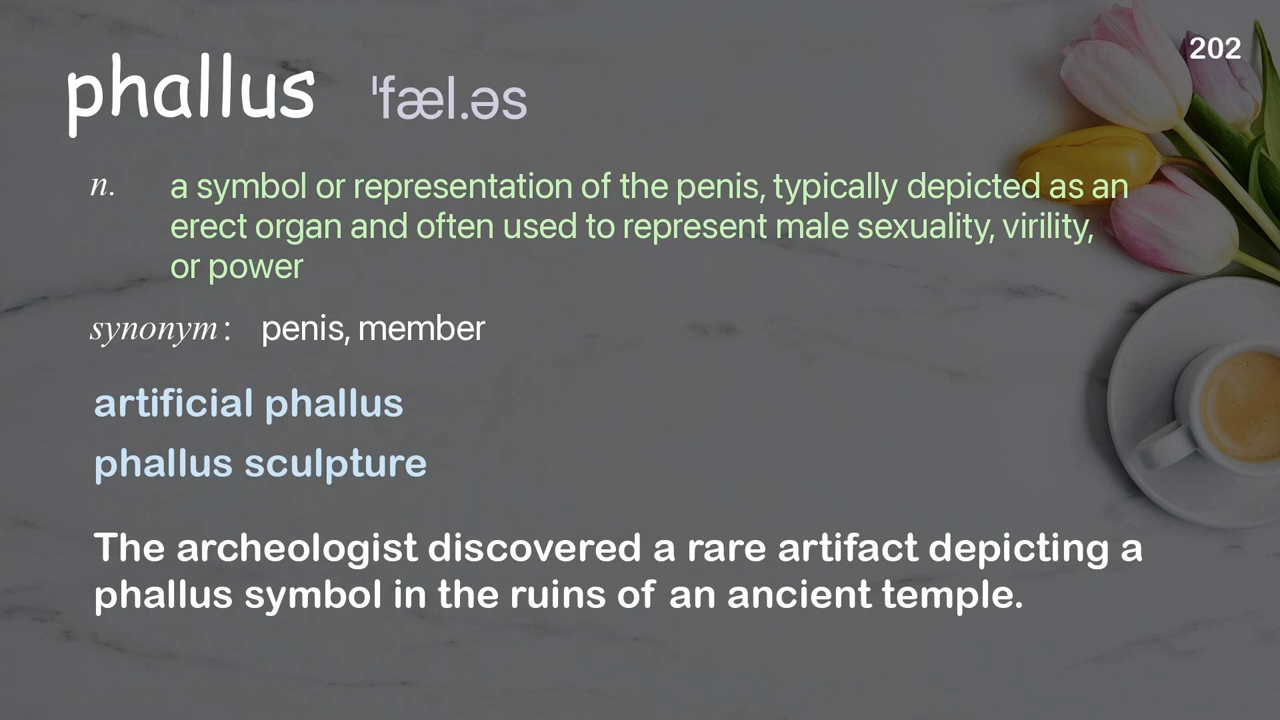 202
phallus ˈfæl.əs
n. a symbol or representation of the penis, typically depicted as an
erect organ and often used to represent male sexuality, virility,
or power
synonym: penis, member
artificial phallus
phallus sculpture
The archeologist discovered a rare artifact depicting a
phallus symbol in the ruins of an ancient temple.